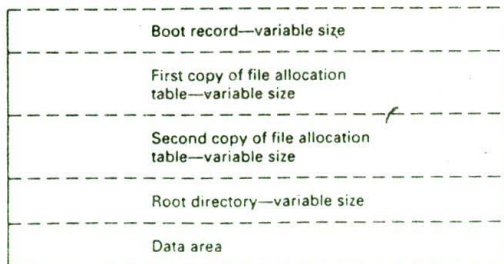 Boot record—variable size
First copy of file allocation
table—variable size
Second copy of file allocation
table—variable size
Root directory—variable size
Data area